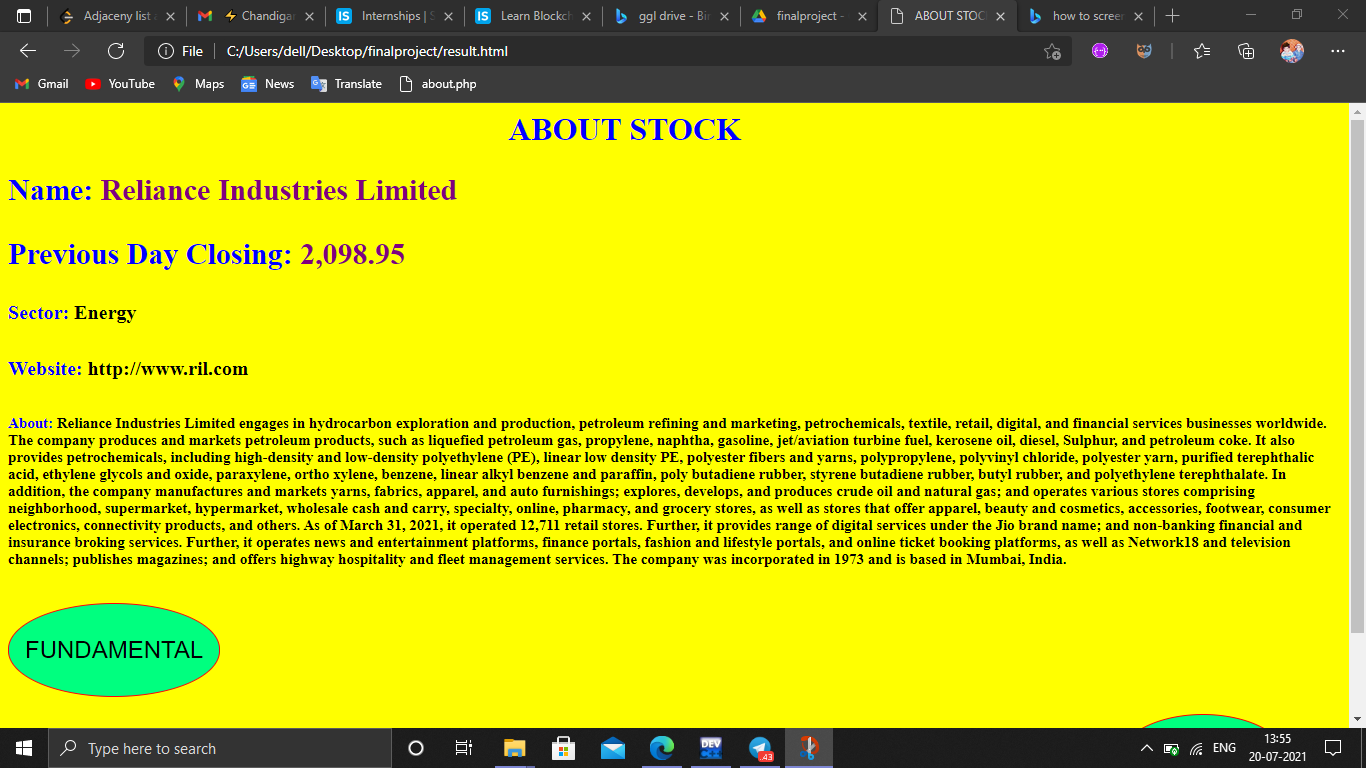 Adjaceny list
Chandigar
Internships | S
Learn Blockch
ggl drive - Bin
finalproject -
ABOUT STOC
how to screen
File
C:/Users/dell/Desktop/finalproject/result.html
Gmail
YouTube
Maps
News
Translate
about.php
ABOUT STOCK
Name: Reliance Industries Limited
Previous Day Closing: 2,098.95
Sector: Energy
Website: http://www.ril.com
About: Reliance Industries Limited engages in hydrocarbon exploration and production, petroleum refining and marketing, petrochemicals, textile, retail, digital, and financial services businesses worldwide.
The company produces and markets petroleum products, such as liquefied petroleum gas, propylene, naphtha, gasoline, jet/aviation turbine fuel, kerosene oil, diesel, Sulphur, and petroleum coke. It also
provides petrochemicals, including high-density and low-density polyethylene (PE), linear low density PE, polyester fibers and yarns, polypropylene, polyvinyl chloride, polyester yarn, purified terephthalic
acid, ethylene glycols and oxide, paraxylene, ortho xylene, benzene, linear alkyl benzene and paraffin, poly butadiene rubber, styrene butadiene rubber, butyl rubber, and polyethylene terephthalate. In
addition, the company manufactures and markets yarns, fabrics, apparel, and auto furnishings; explores, develops, and produces crude oil and natural gas; and operates various stores comprising
neighborhood, supermarket, hypermarket, wholesale cash and carry, specialty, online, pharmacy, and grocery stores, as well as stores that offer apparel, beauty and cosmetics, accessories, footwear, consumer
electronics, connectivity products, and others. As of March 31, 2021, it operated 12,711 retail stores. Further, it provides range of digital services under the Jio brand name; and non-banking financial and
insurance broking services. Further, it operates news and entertainment platforms, finance portals, fashion and lifestyle portals, and online ticket booking platforms, as well as Network18 and television
channels; publishes magazines; and offers highway hospitality and fleet management services. The company was incorporated in 1973 and is based in Mumbai, India.
FUNDAMENTAL
Type here to search
DEV
43
ENG
13:55
20-07-2021